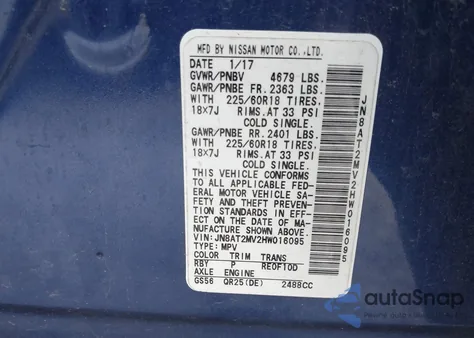 MFD BY NISSAN MOTOR CO., LTD.
DATE 1/17
GVWR/PNBV 4679 LBS.
GAWR/PNBE FR. 2363 LBS.
WITH 225/60R18 TIRES.
18x7J RIMS. AT 33 PSI
COLD SINGLE.
GAWR/PNBE RR. 2401 LBS.
WITH 225/60R18 TIRES.
18x7J RIMS. AT 33 PSI
COLD SINGLE.
THIS VEHICLE CONFORMS
TO ALL APPLICABLE FED-
ERAL MOTOR VEHICLE SA-
FETY AND THEFT PREVEN-
TION STANDARDS IN EFFECT
ON THE DATE OF MA-
NUFACTURE SHOWN ABOVE.
VIN: JN8AT2MV2HW016095
TYPE: MPV
COLOR TRIM TRANS
RBY P RE0F10D
AXLE ENGINE
GS56 QR25(DE) 2488CC
JN8AT2MV2HW016095
autaSnap